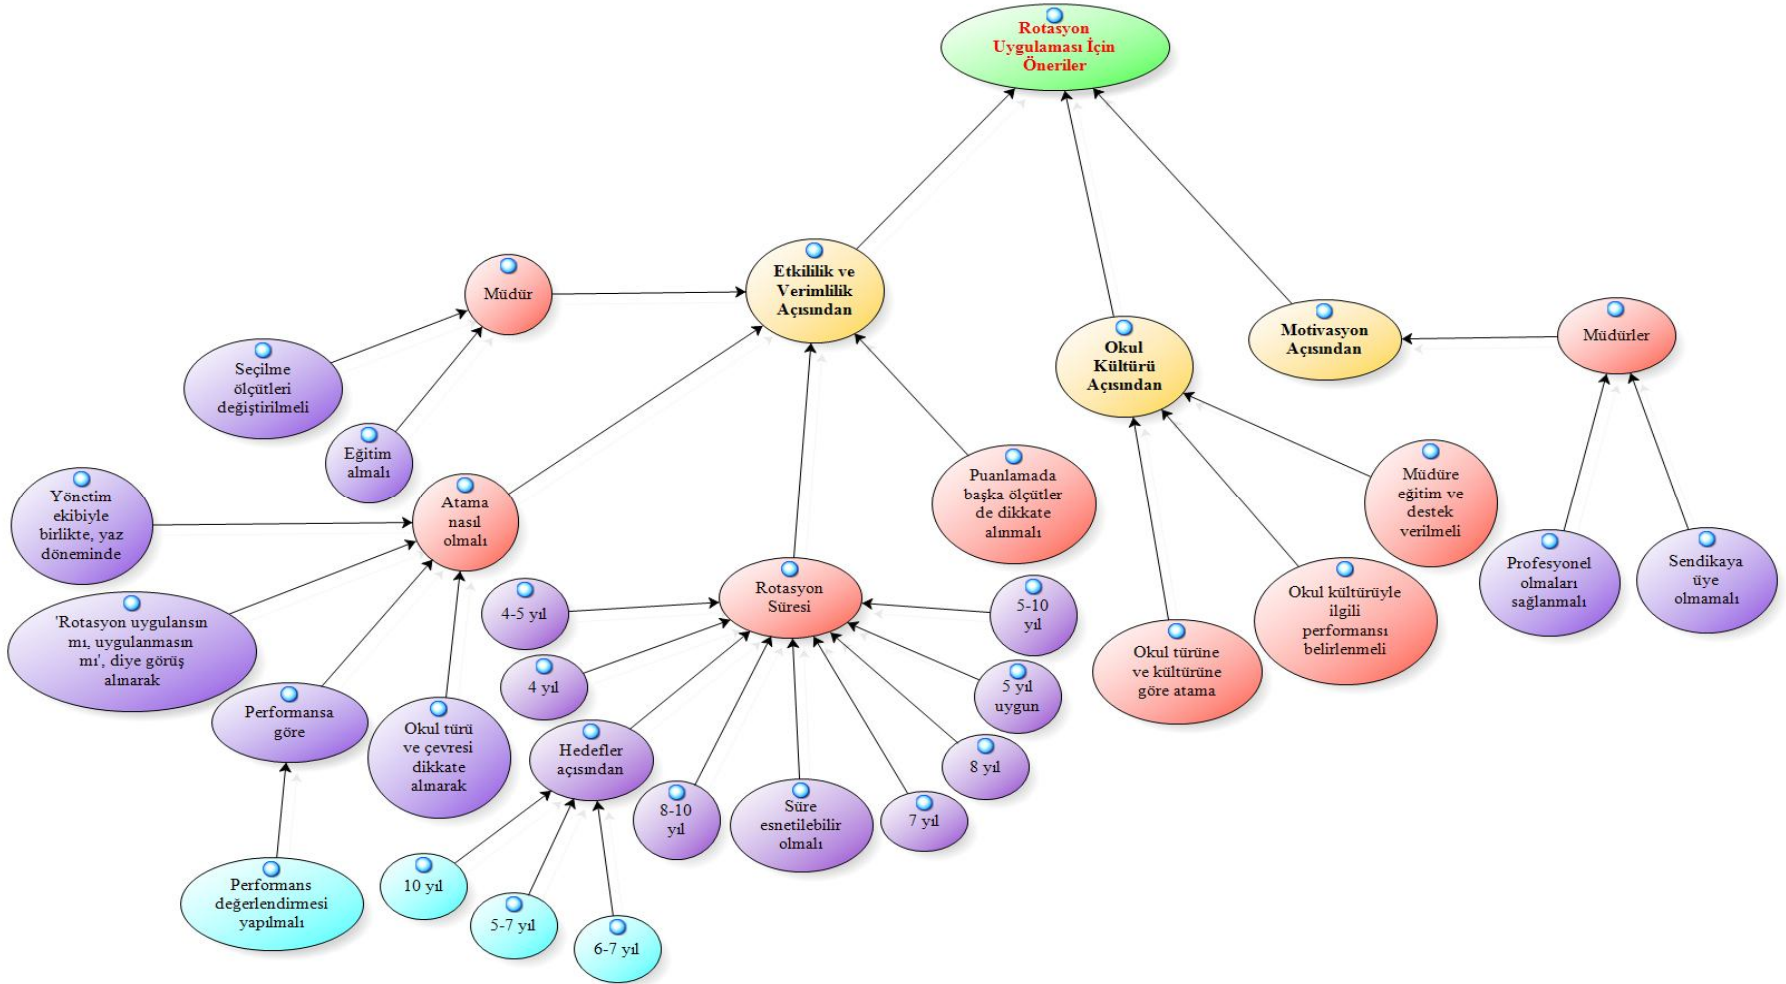 Rotasyon
Uygulaması İçin
Öneriler
Etkililik ve
Verimlilik
Açısından
Müdür
Seçilme
ölçütleri
değiştirilmeli
Eğitim
almalı
Okul
Kültürü
Açısından
Motivasyon
Açısından
Müdürler
Yönetim
ekibiyle
birlikte, yaz
döneminde
Atama
nasıl
olmalı
Puanlamada
başka ölçütler
de dikkate
alınmalı
Müdüre
eğitim ve
destek
verilmeli
Profesyonel
olmaları
sağlanmalı
Sendikaya
üye
olmamalı
'Rotasyon uygulansın
mı, uygulanmasın
mı', diye görüş
alınarak
Rotasyon
Süresi
4-5 yıl
5-10
yıl
Okul kültürüyle
ilgili
performansı
belirlenmeli
Okul türüne
ve kültürüne
göre atama
4 yıl
5 yıl
uygun
Performansa
göre
Okul türü
ve çevresi
dikkate
alınarak
Hedefler
açısından
8 yıl
8-10
yıl
Süre
esnetilebilir
olmalı
7 yıl
Performans
değerlendirmesi
yapılmalı
10 yıl
5-7 yıl
6-7 yıl